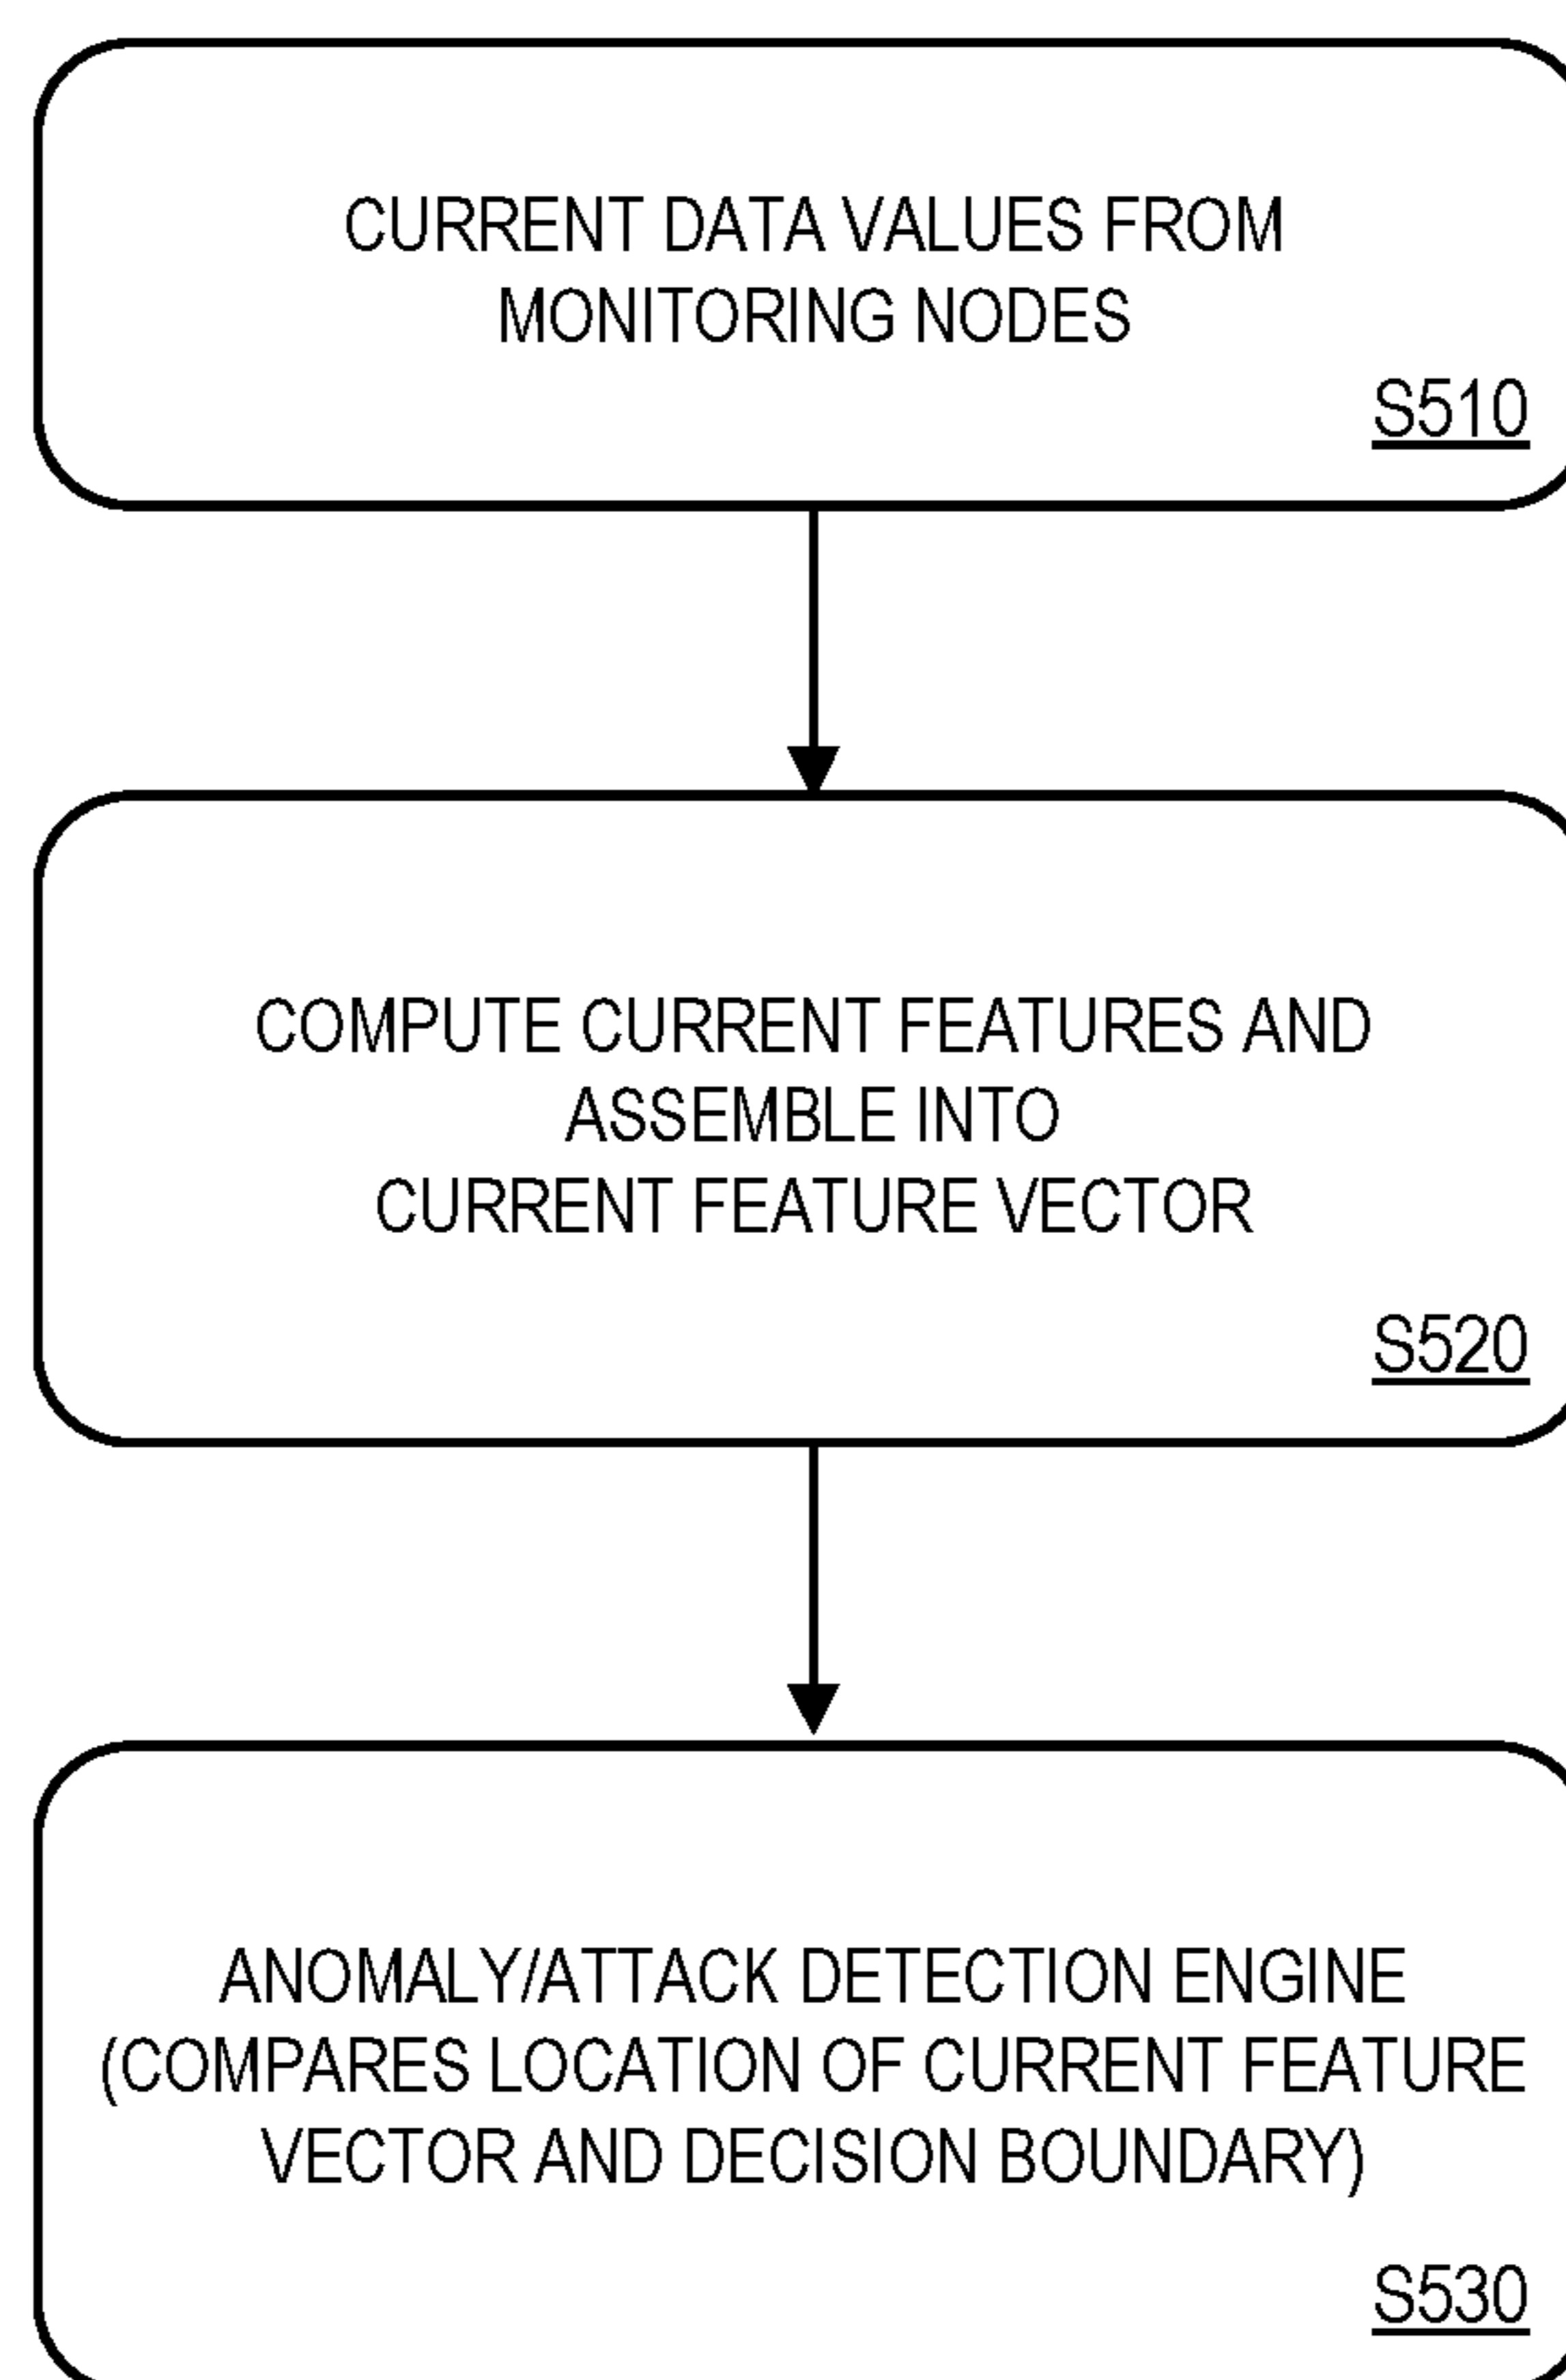 CURRENT DATA VALUES FROM
MONITORING NODES
S510
COMPUTE CURRENT FEATURES AND
ASSEMBLE INTO
CURRENT FEATURE VECTOR
S520
ANOMALY/ATTACK DETECTION ENGINE
(COMPARES LOCATION OF CURRENT FEATURE
VECTOR AND DECISION BOUNDARY)
S530